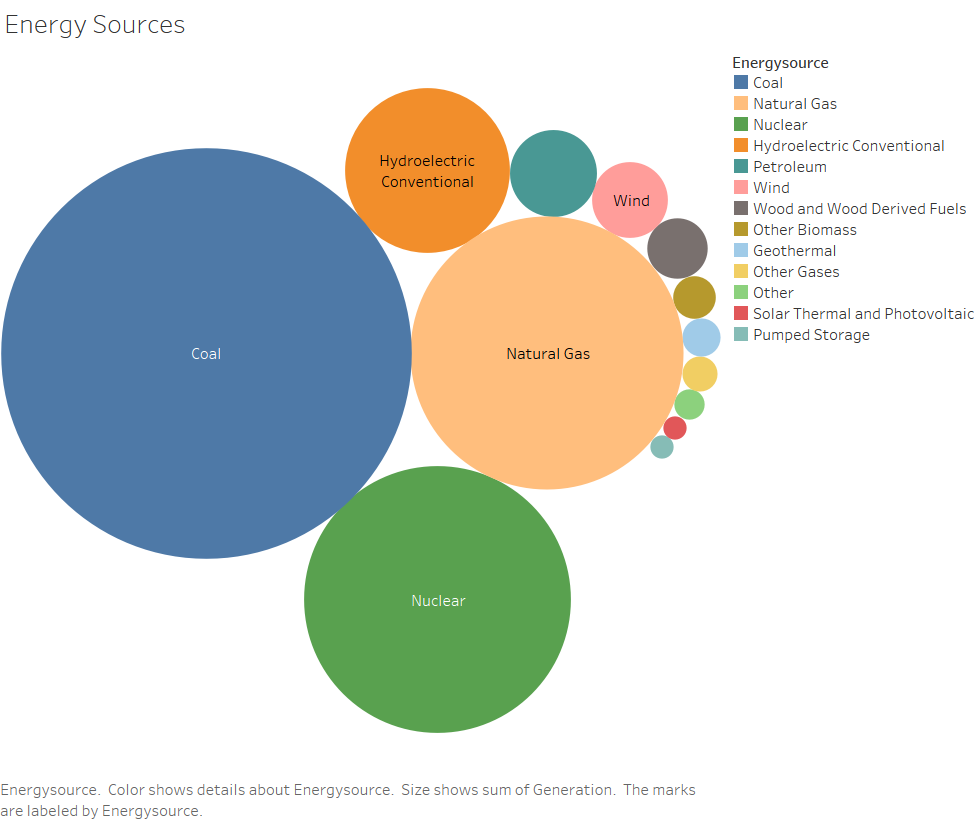 Energy Sources
Energysource
Coal
Natural Gas
Nuclear
Hydroelectric Conventional
Petroleum
Wind
Wood and Wood Derived Fuels
Other Biomass
Geothermal
Other Gases
Other
Solar Thermal and Photovoltaic
Pumped Storage
Hydroelectric
Conventional
Wind
Coal
Natural Gas
Nuclear
Energysource.  Color shows details about Energysource.  Size shows sum of Generation.  The marks
are labeled by Energysource.